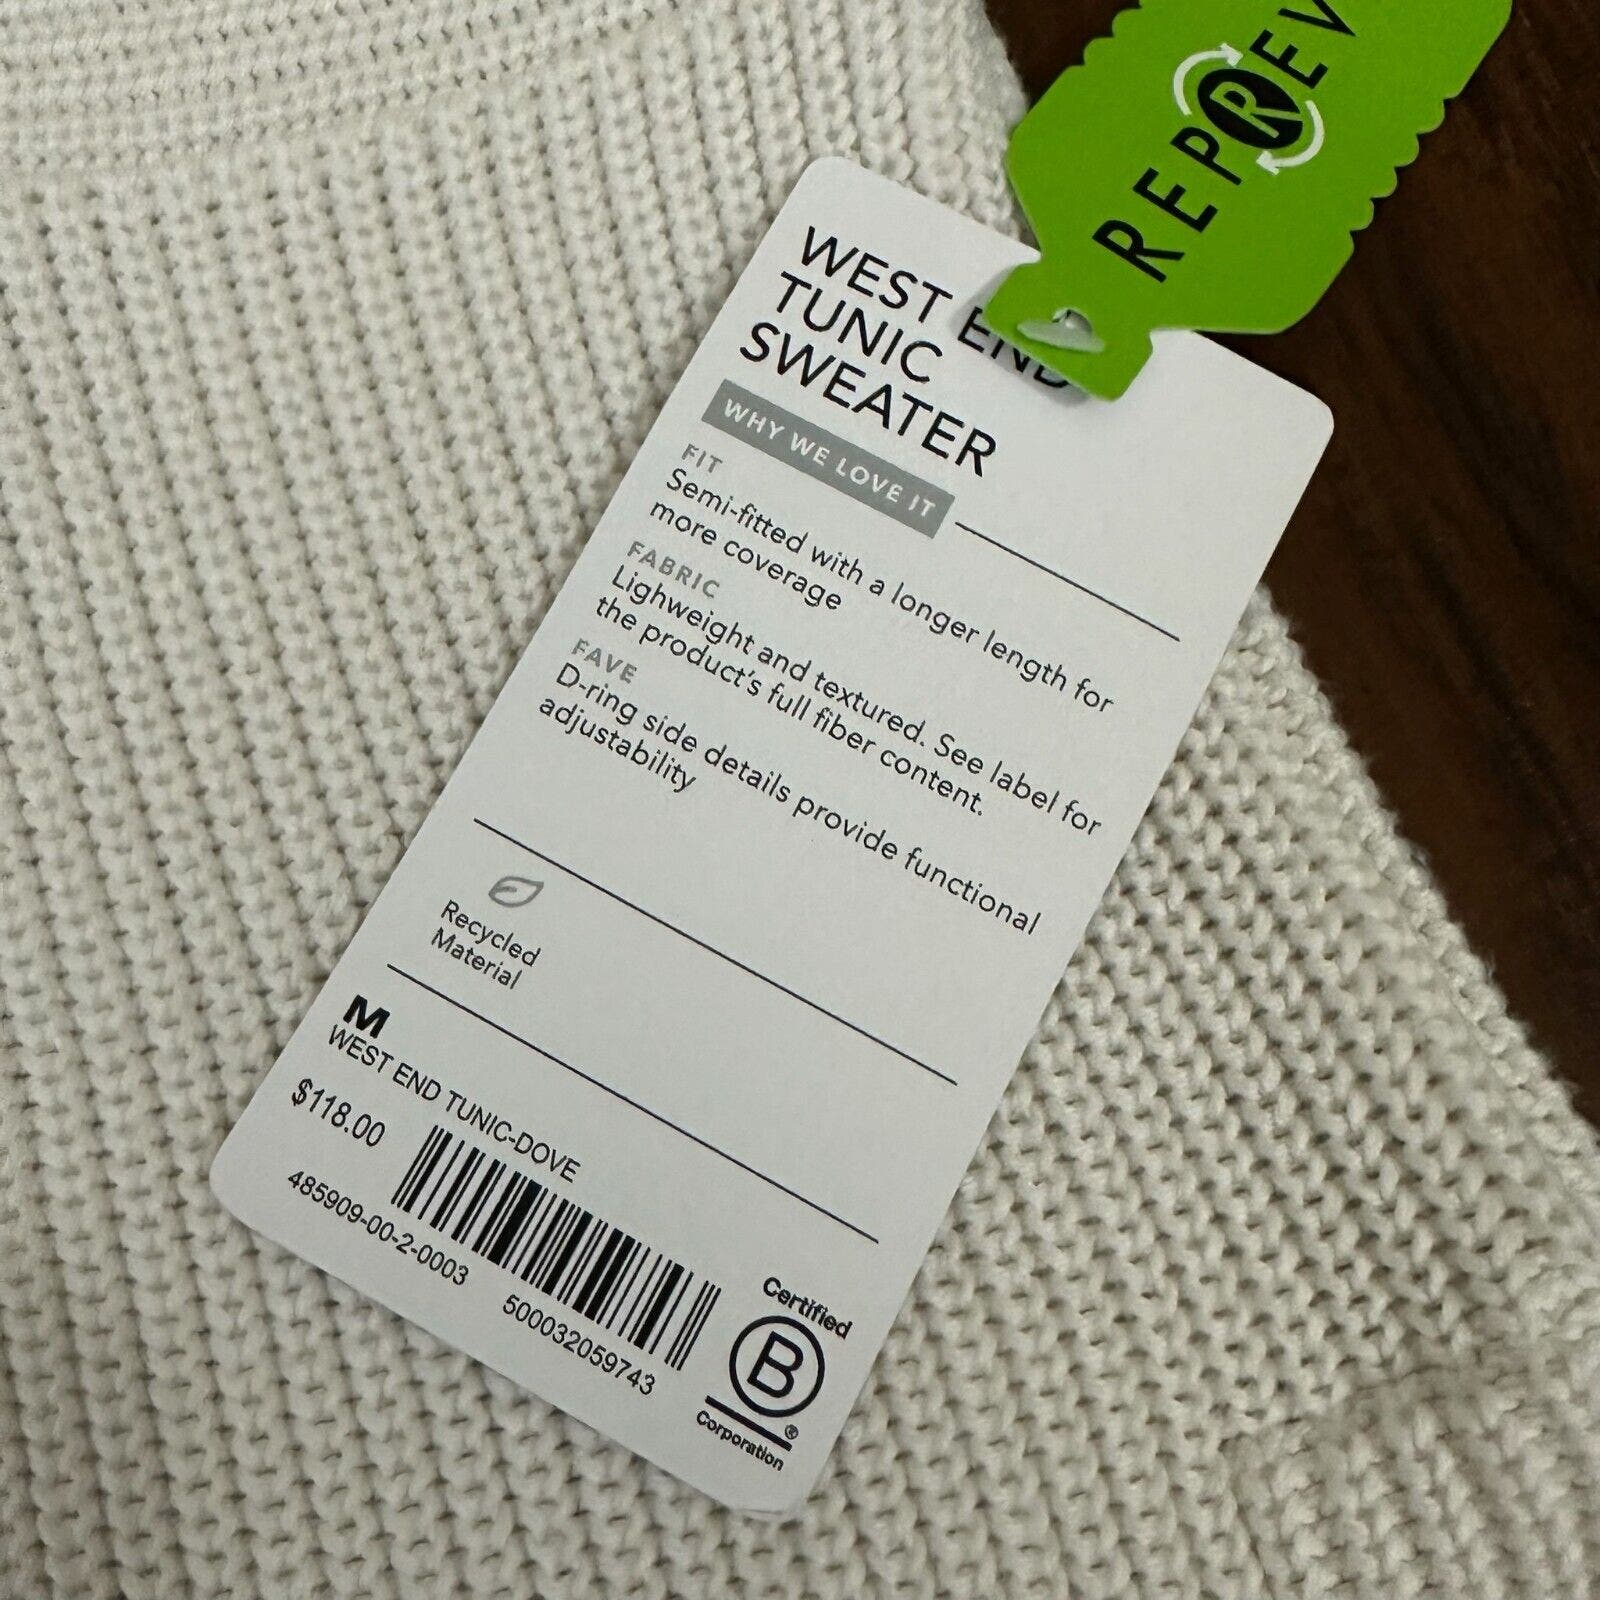 REPREV
WEST END
TUNIC
SWEATER
WHY WE LOVE IT
FIT
Semi-fitted with a longer length for
more coverage
FABRIC
Lighweight and textured. See label for
the product's full fiber content.
FAVE
D-ring side details provide functional
adjustability
Recycled
Material
M
WEST END TUNIC-DOVE
$118.00
485909-00-2-0003
500032059743
Certified
B
®
Corporation